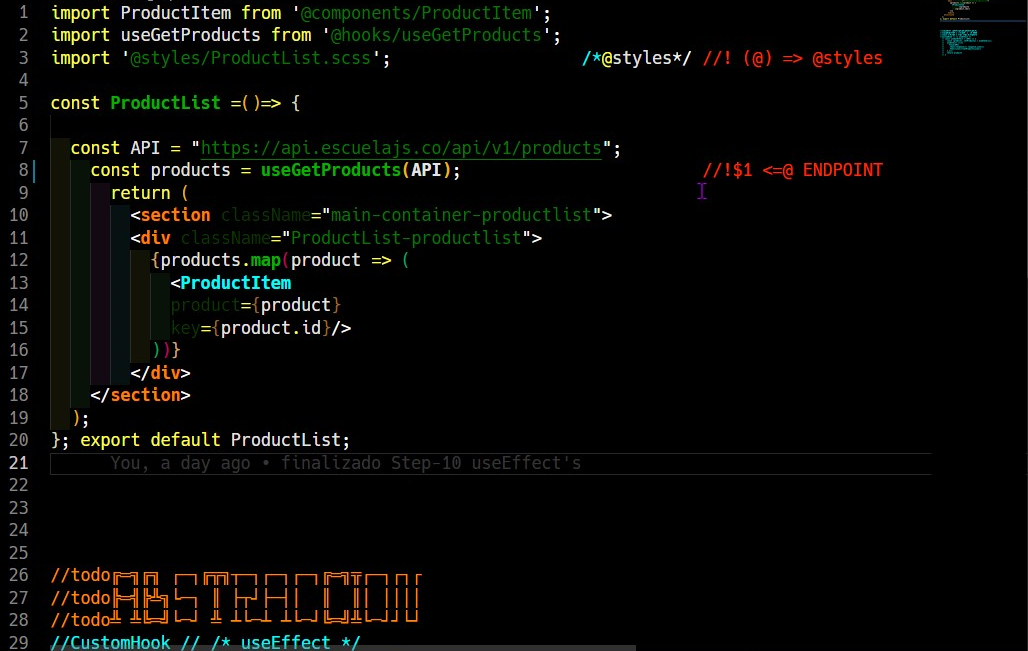 1 import ProductItem from '@components/ProductItem';
2 import useGetProducts from '@hooks/useGetProducts';
3 import '@styles/ProductList.scss'; /*@styles*/ //! (@) => @styles
4
5 const ProductList =()=> {
6
7 const API = "https://api.escuelajs.co/api/v1/products";
8 const products = useGetProducts(API); //!$1 <=@ ENDPOINT
9 return (
10 <section className="main-container-productlist">
11 <div className="ProductList-productlist">
12 {products.map(product => (
13 <ProductItem
14 product={product}
15 key={product.id}/>
16 ))}
17 </div>
18 </section>
19 );
20 }; export default ProductList;
21 You, a day ago • finalizado Step-10 useEffect's
22
23
24
25
26 //todo
27 //todo
28 //todo
29 //CustomHook // /* useEffect */